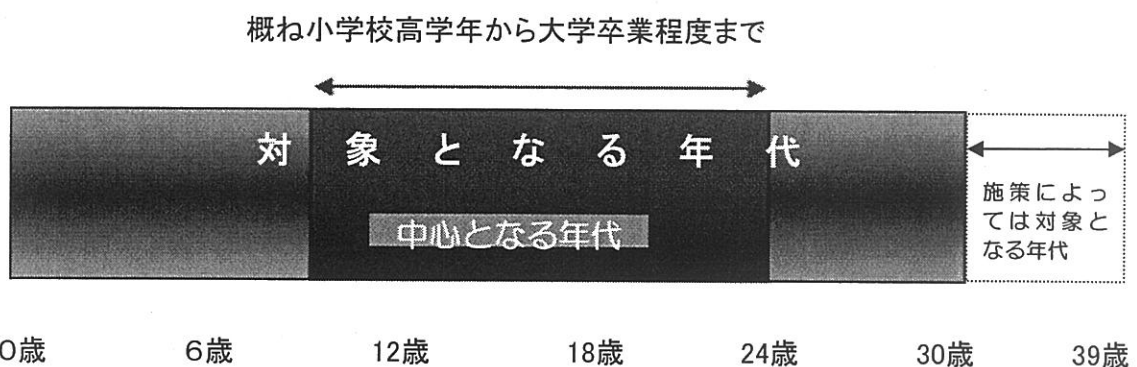 概ね小学校高学年から大学卒業程度まで
対象となる年代
中心となる年代
施策によっ
ては対象と
なる年代
0歳 6歳 12歳 18歳 24歳 30歳 39歳